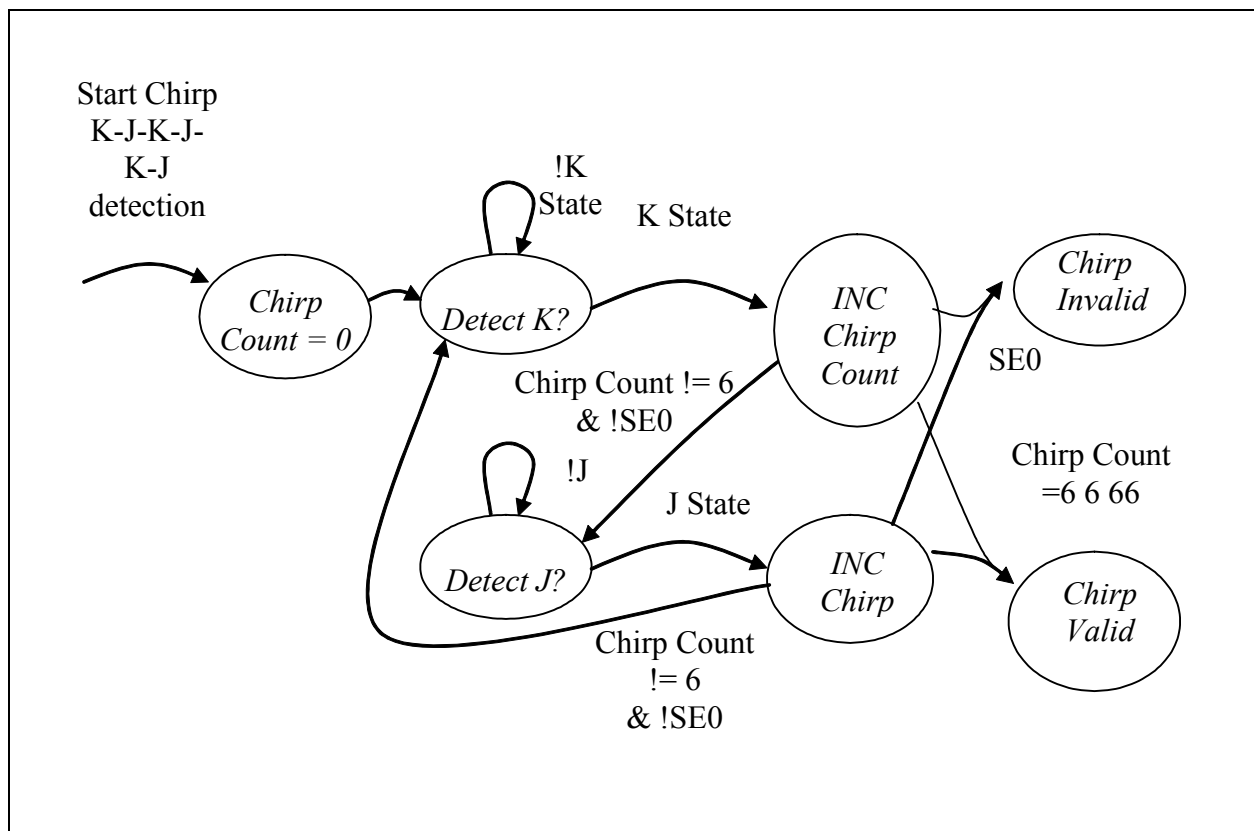 Start Chirp
K-J-K-J-
K-J
detection
!K
State
K State
Chirp
Count = 0
Detect K?
INC
Chirp
Count
Chirp
Invalid
SE0
Chirp Count != 6
& !SE0
!J
J State
Detect J?
INC
Chirp
Chirp Count
=6 6 66
Chirp
Valid
Chirp Count
!= 6
& !SE0